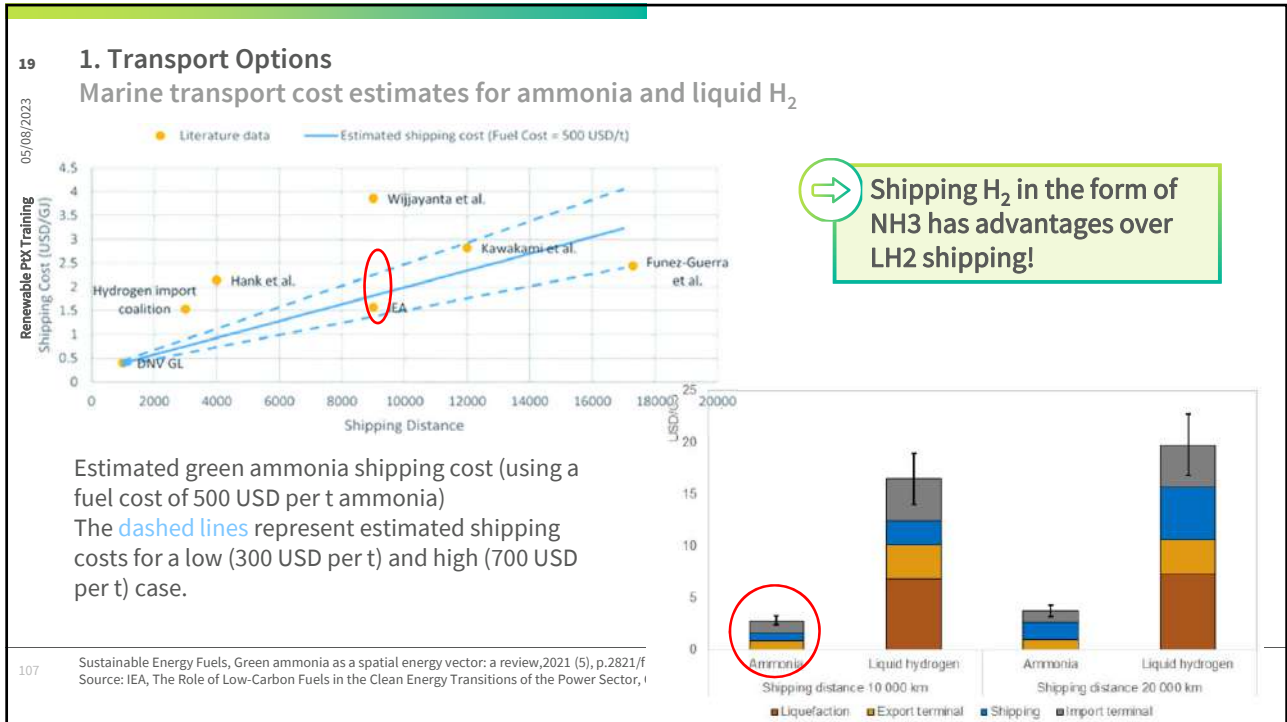 19
1. Transport Options
Marine transport cost estimates for ammonia and liquid H₂
05/08/2023
Renewable PtX Training
Literature data
Estimated shipping cost (Fuel Cost = 500 USD/t)
Shipping Cost (USD/GJ)
4.5
4
3.5
3
2.5
2
1.5
1
0.5
0
Wijjayanta et al.
Kawakami et al.
Funez-Guerra
et al.
Hank et al.
Hydrogen import
coalition
IEA
DNV GL
0 2000 4000 6000 8000 10000 12000 14000 16000 18000 20000
Shipping Distance
Shipping H₂ in the form of
NH3 has advantages over
LH2 shipping!
Estimated green ammonia shipping cost (using a
fuel cost of 500 USD per t ammonia)
The dashed lines represent estimated shipping
costs for a low (300 USD per t) and high (700 USD
per t) case.
25
20
15
10
5
0
Ammonia Liquid hydrogen Ammonia Liquid hydrogen
Shipping distance 10 000 km Shipping distance 20 000 km
Liquefaction Export terminal Shipping Import terminal
107
Sustainable Energy Fuels, Green ammonia as a spatial energy vector: a review,2021 (5), p.2821/f
Source: IEA, The Role of Low-Carbon Fuels in the Clean Energy Transitions of the Power Sector,